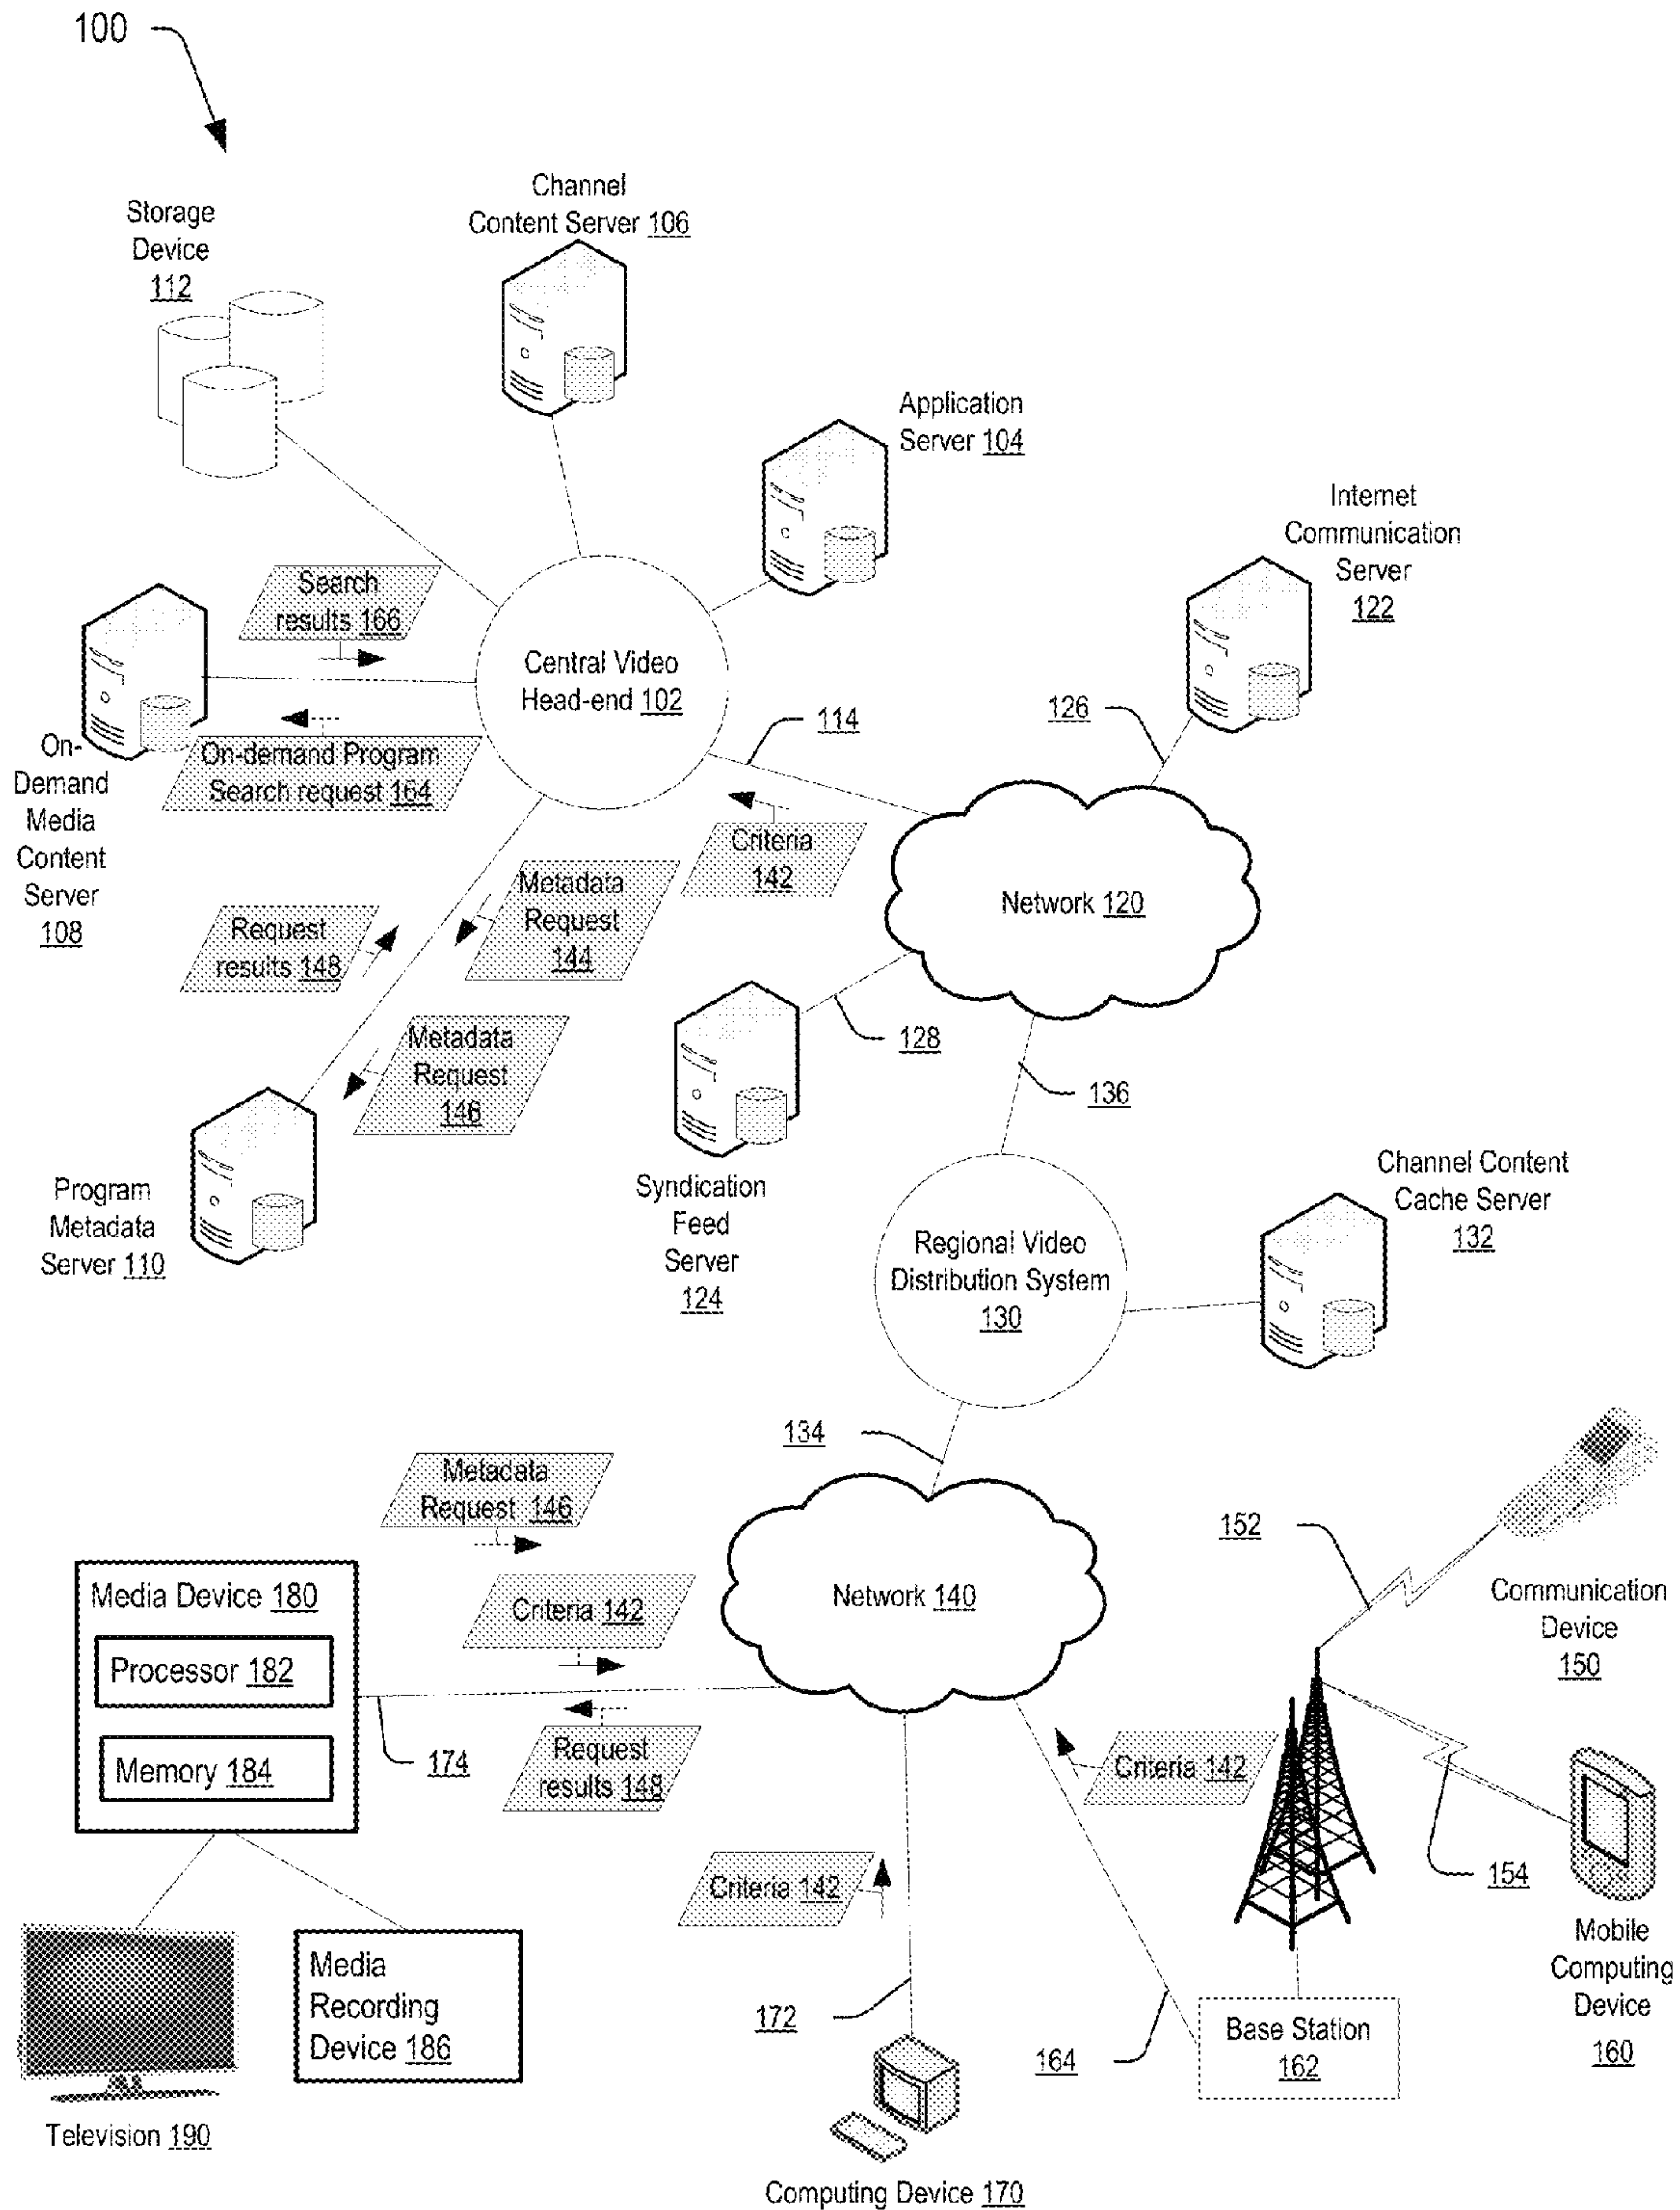 100
Channel
Content Server 106
Storage
Device
112
Application
Server 104
Internet
Communication
Server
122
Search
results 166
Central Video
Head-end 102
On-demand Program
Search request 164
On-
Demand
Media
Content
Server
108
114
126
Criteria
142
Metadata
Request
144
Request
results 148
Network 120
Metadata
Request
146
128
136
Program
Metadata
Server 110
Syndication
Feed
Server
124
Channel Content
Cache Server
132
Regional Video
Distribution System
130
134
Metadata
Request 146
152
Media Device 180
Processor 182
Memory 184
Criteria 142
Network 140
Communication
Device
150
174
Request
results 148
Criteria 142
154
Criteria 142
Media
Recording
Device 186
Mobile
Computing
Device
160
172
164
Base Station
162
Television 190
Computing Device 170